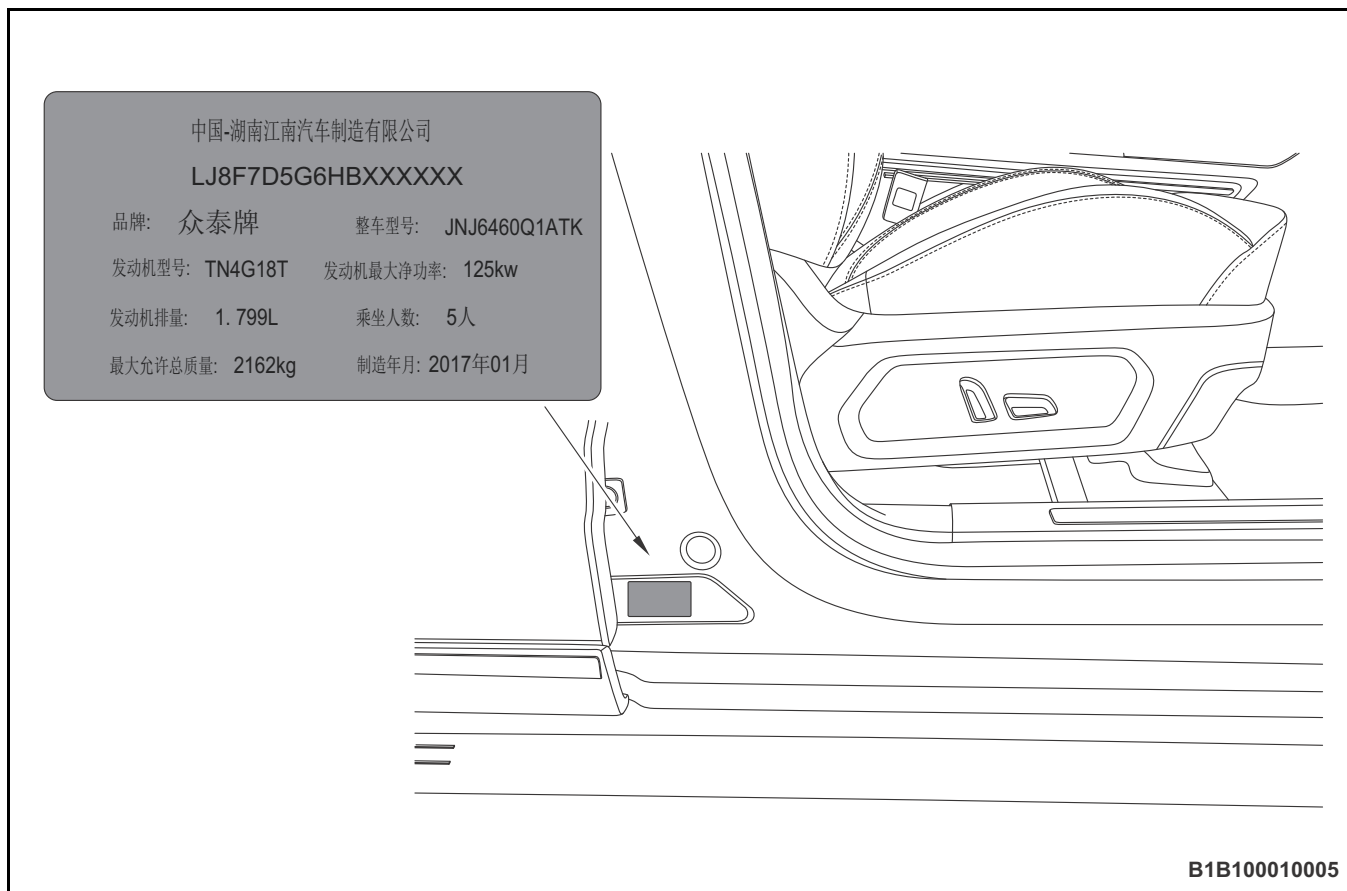 中国-湖南江南汽车制造有限公司
LJ8F7D5G6HBXXXXXX
品牌: 众泰牌 整车型号: JNJ6460Q1ATK
发动机型号: TN4G18T 发动机最大净功率: 125kw
发动机排量: 1. 799L 乘坐人数: 5人
最大允许总质量: 2162kg 制造年月: 2017年01月
B1B100010005